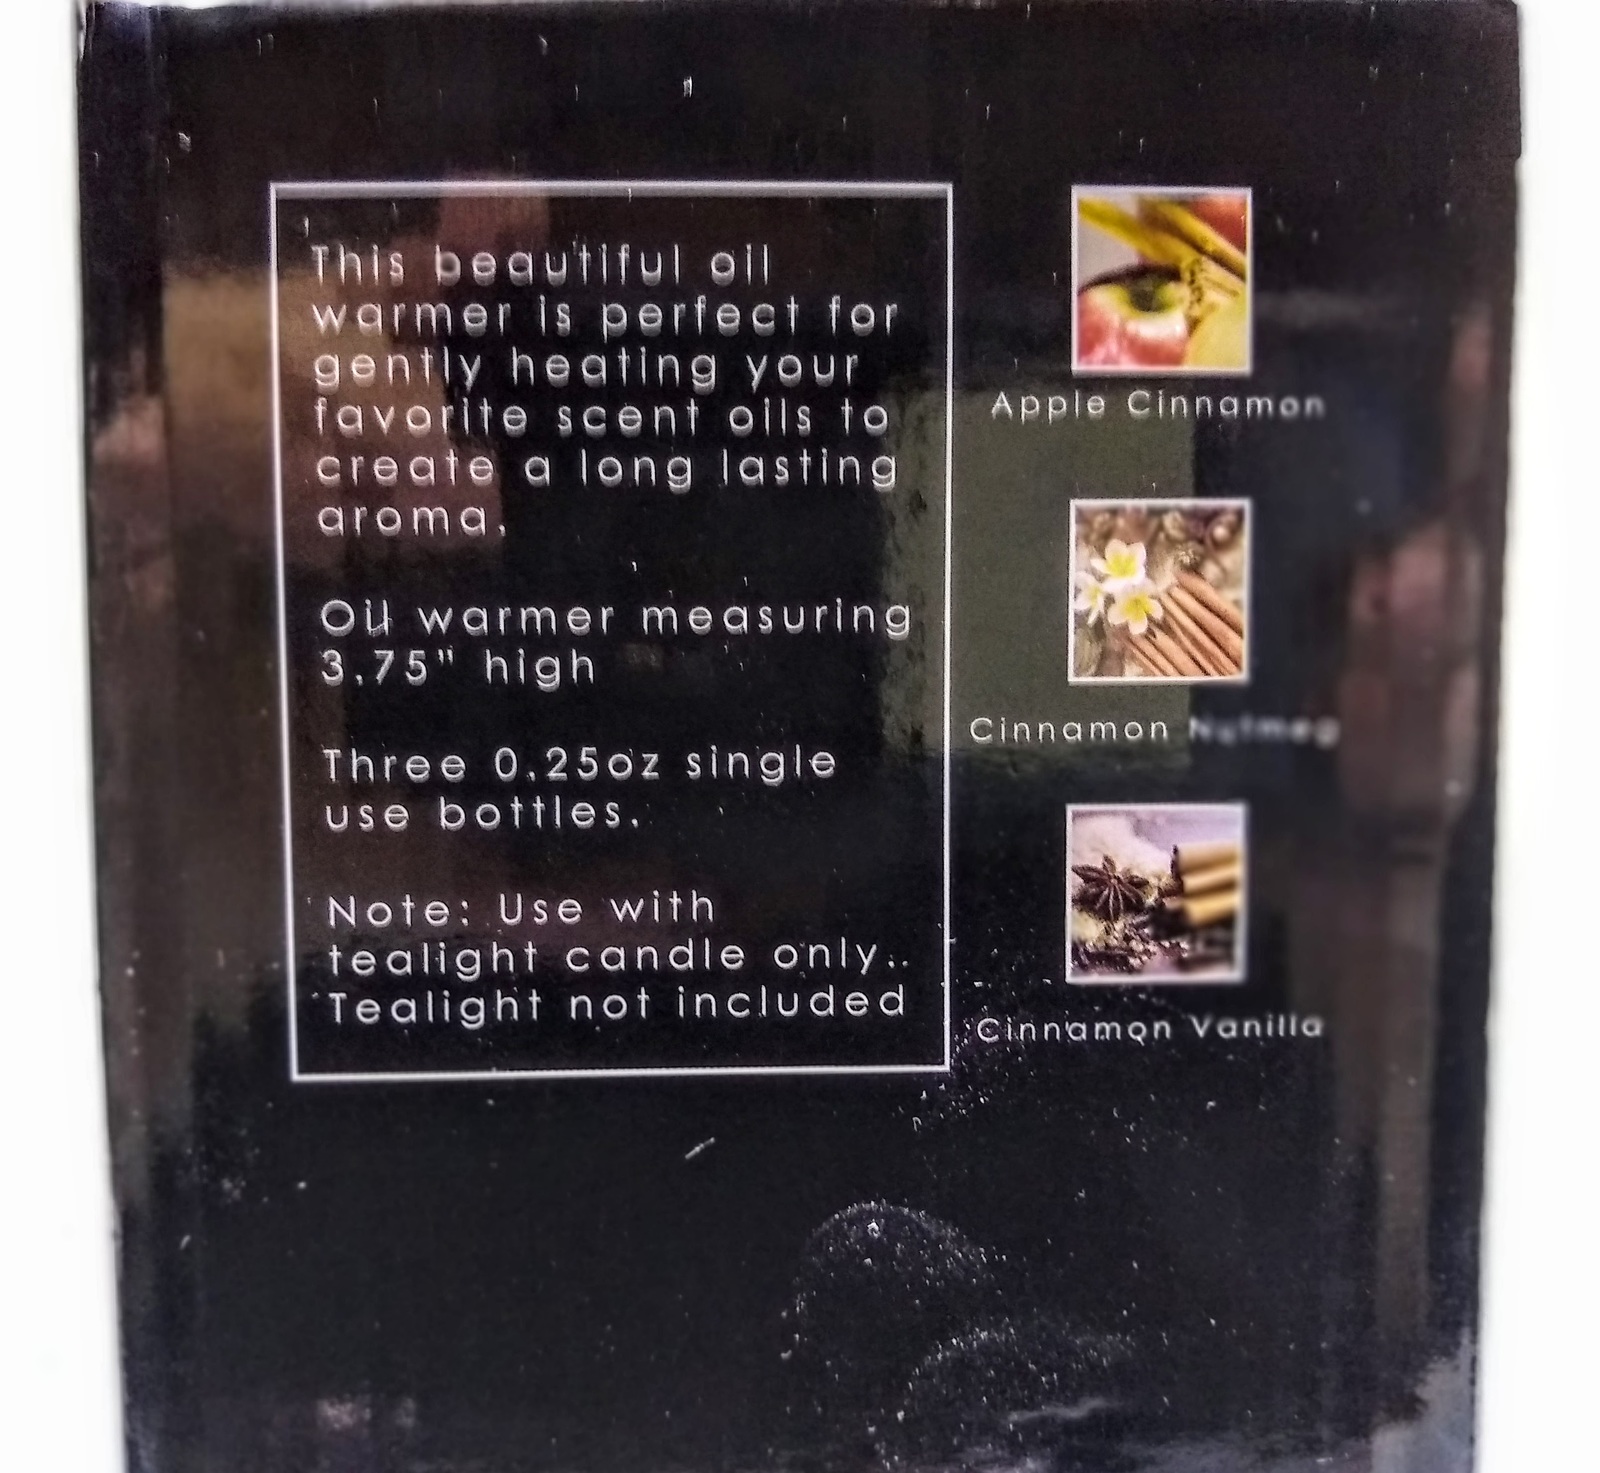 This beautiful oil
warmer is perfect for
gently heating your
favorite scent oils to
create a long lasting
aroma.
Oil warmer measuring
3.75" high
Three 0.25oz single
use bottles.
Note: Use with
tealight candle only..
Tealight not included
Apple Cinnamon
Cinnamon Nutmeg
Cinnamon Vanilla